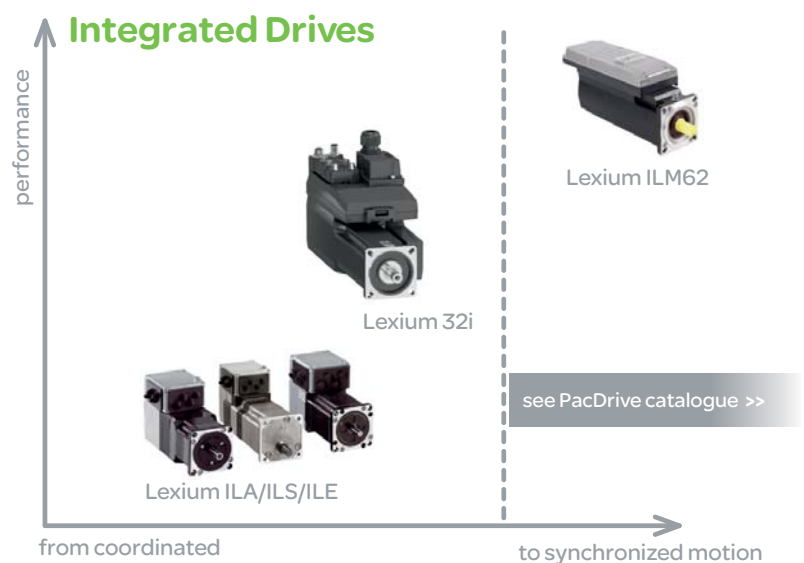 Integrated Drives
performance
Lexium ILM62
Lexium 32i
see PacDrive catalogue >>
Lexium ILA/ILS/ILE
from coordinated
to synchronized motion